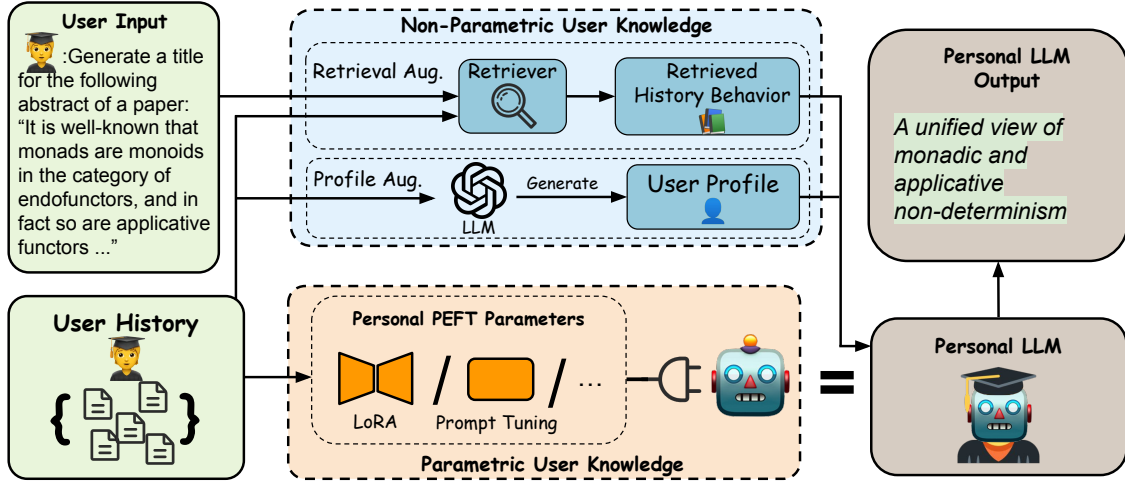 User Input
:Generate a title
for the following
abstract of a paper:
“It is well-known that
monads are monoids
in the category of
endofunctors, and in
fact so are applicative
functors ...”
User History
{ }
Non-Parametric User Knowledge
Retrieval Aug.
Retriever
Retrieved
History Behavior
Profile Aug.
LLM
Generate
User Profile
Personal PEFT Parameters
/ / ...
LoRA
Prompt Tuning
Parametric User Knowledge
=
Personal LLM
Output
A unified view of
monadic and
applicative
non-determinism
Personal LLM